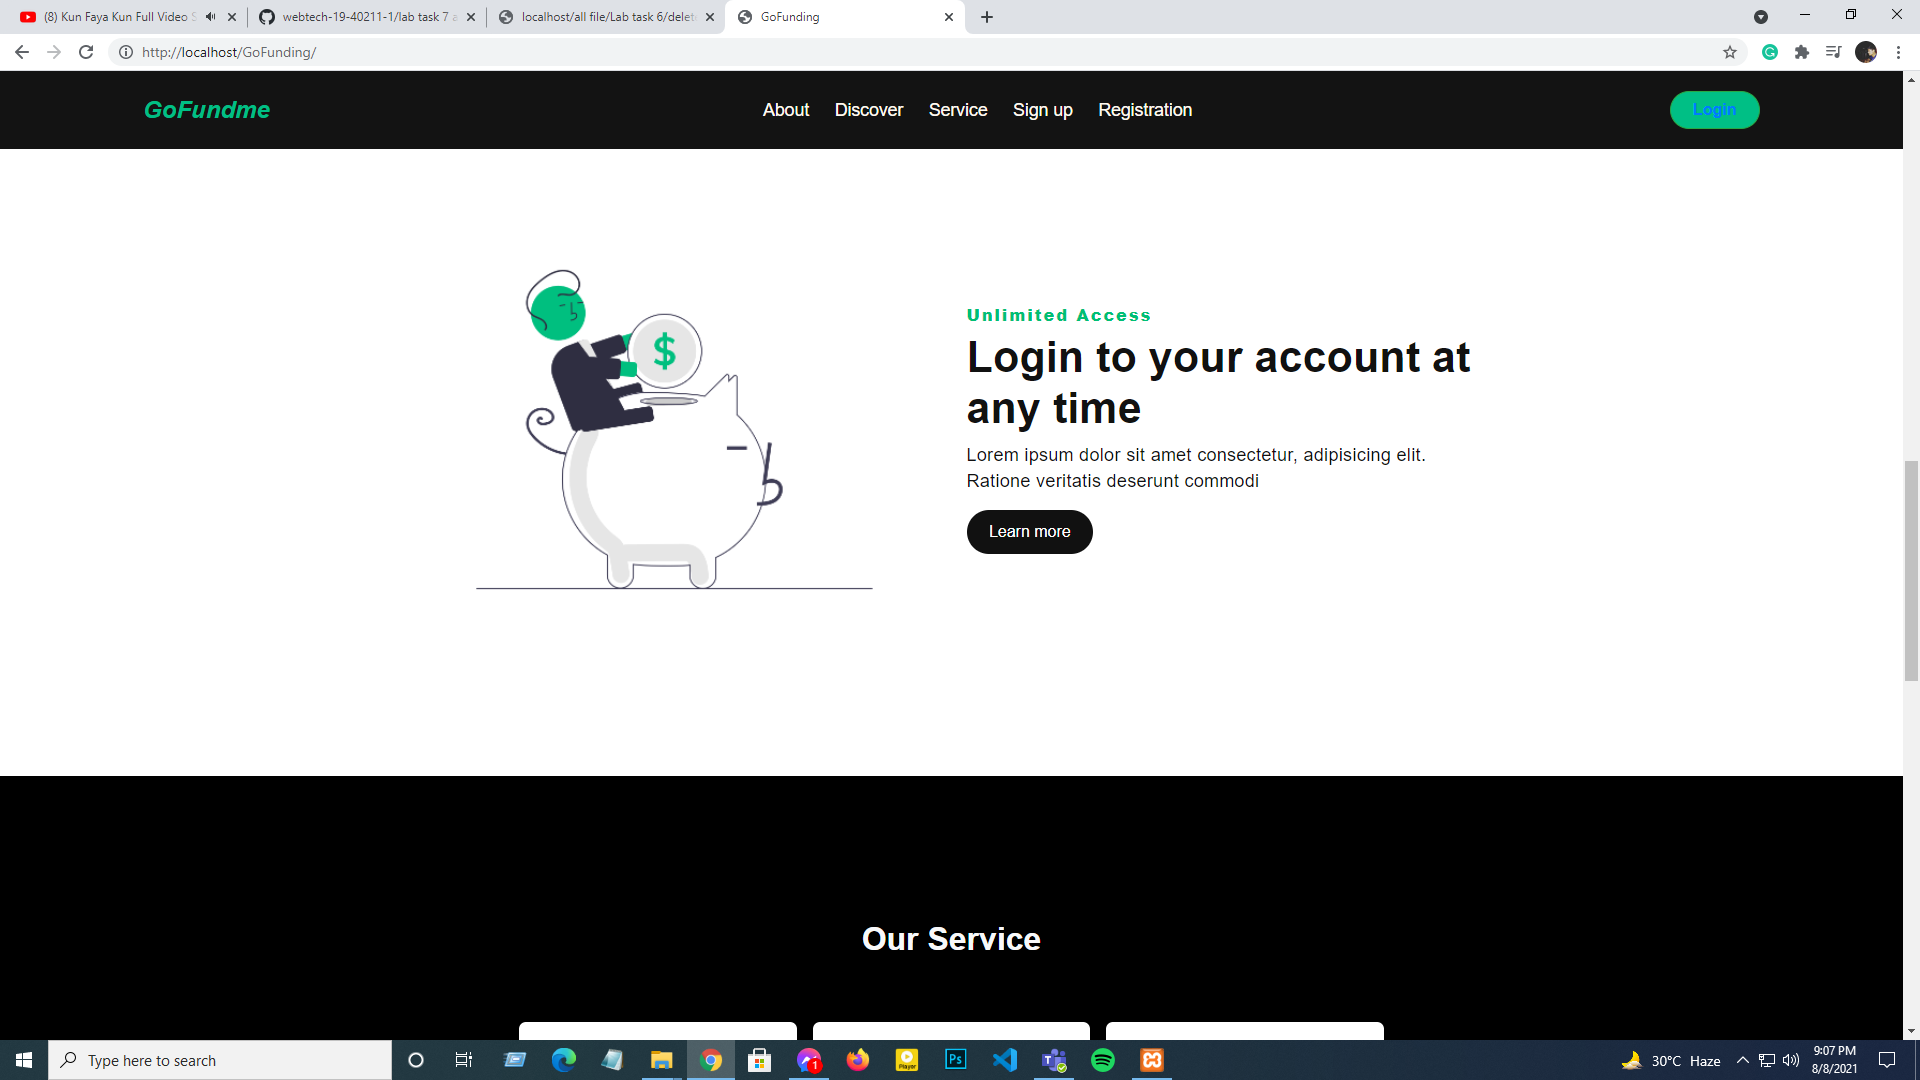 (8) Kun Faya Kun Full Video S
webtech-19-40211-1/lab task 7 a
localhost/all file/Lab task 6/delet
GoFunding
http://localhost/GoFunding/
GoFundme
About
Discover
Service
Sign up
Registration
Login
$
Unlimited Access
Login to your account at
any time
Lorem ipsum dolor sit amet consectetur, adipisicing elit.
Ratione veritatis deserunt commodi
Learn more
Our Service
Type here to search
1
Player
Ps
30°C Haze
9:07 PM
8/8/2021